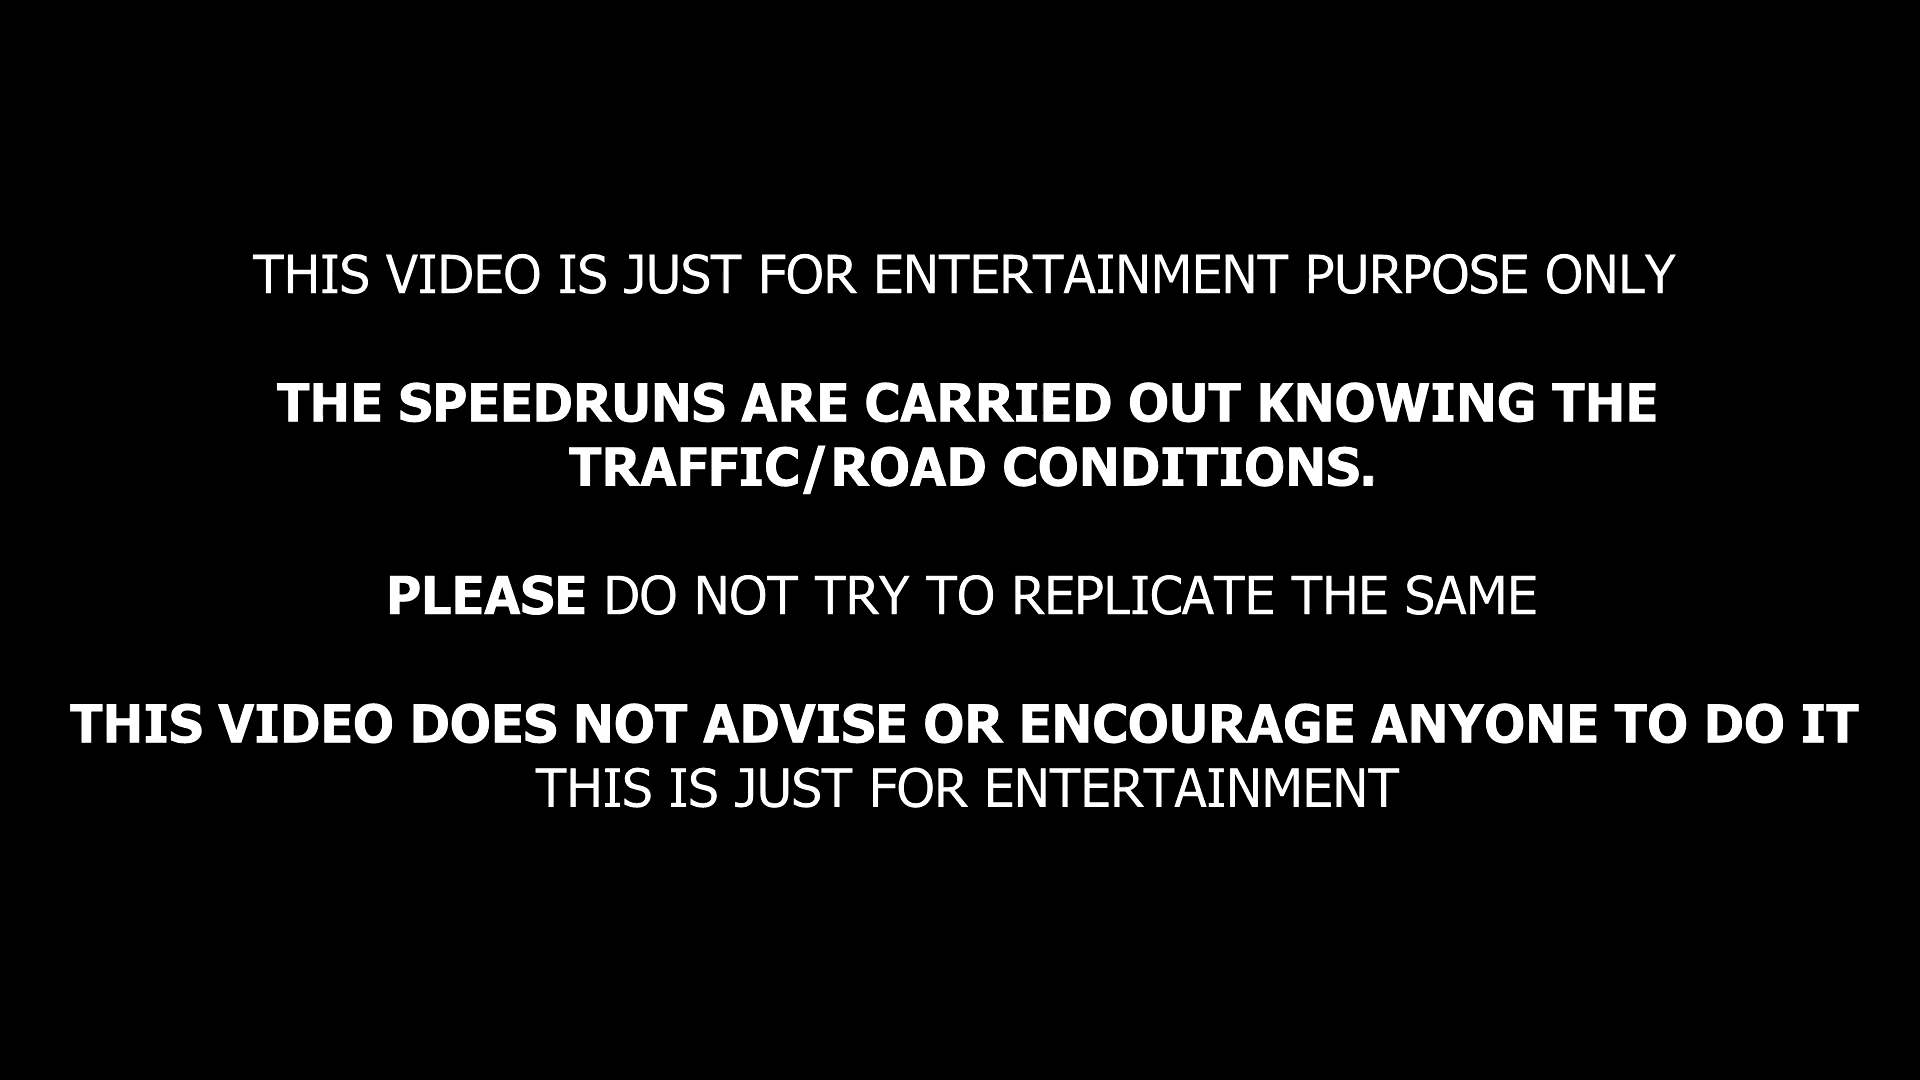 THIS VIDEO IS JUST FOR ENTERTAINMENT PURPOSE ONLY
THE SPEEDRUNS ARE CARRIED OUT KNOWING THE
TRAFFIC/ROAD CONDITIONS.
PLEASE DO NOT TRY TO REPLICATE THE SAME
THIS VIDEO DOES NOT ADVISE OR ENCOURAGE ANYONE TO DO IT
THIS IS JUST FOR ENTERTAINMENT